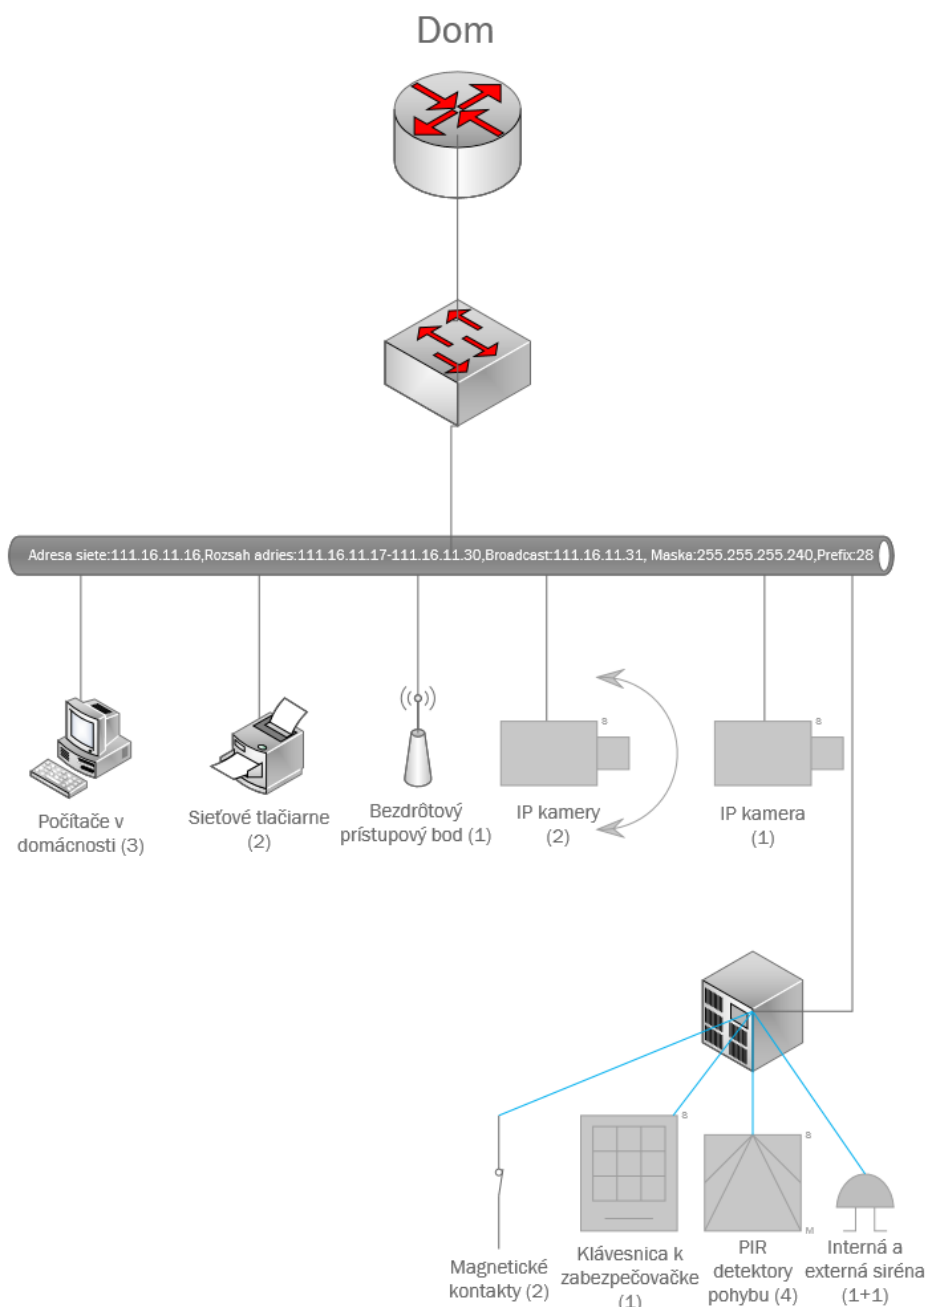 Dom
Adresa siete:111.16.11.16,Rozsah adries:111.16.11.17-111.16.11.30,Broadcast:111.16.11.31, Maska:255.255.255.240,Prefix:28
Počítače v
domácnosti (3)
Sieťové tlačiarne
(2)
Bezdrôtový
prístupový bod (1)
S
IP kamery
(2)
S
IP kamera
(1)
Magnetické
kontakty (2)
S
Klávesnica k
zabezpečovačke
(1)
S
M
PIR
detektory
pohybu (4)
Interná a
externá siréna
(1+1)